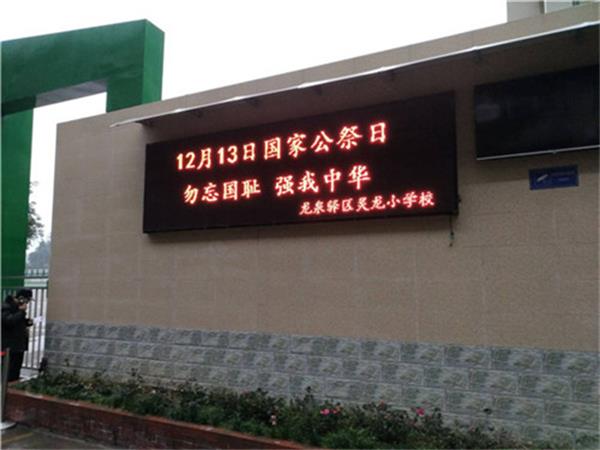 12月13日国家公祭日
勿忘国耻 强我中华
龙泉驿区灵龙小学校